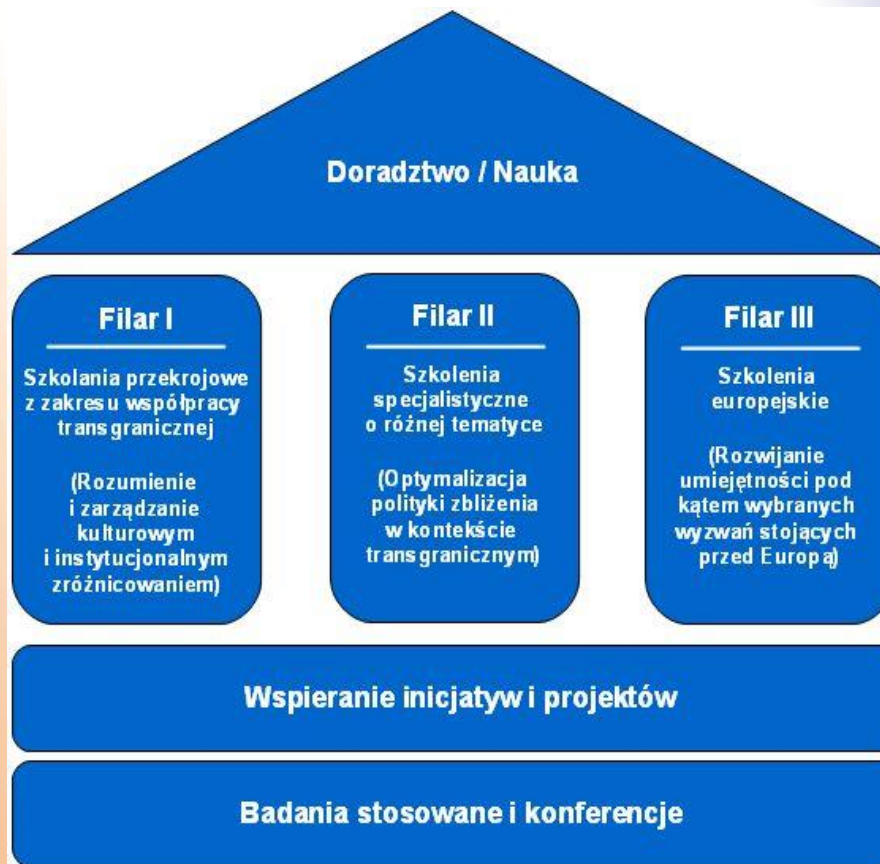 Doradztwo / Nauka
Filar I
Szkolania przekrojowe
z zakresu współpracy
transgranicznej
(Rozumienie
i zarządzanie
kulturowym
i instytucjonalnym
zróżnicowaniem)
Filar II
Szkolenia
specjalistyczne
o różnej tematyce
(Optymalizacja
polityki zbliżenia
w kontekście
transgranicznym)
Filar III
Szkolenia
europejskie
(Rozwijanie
umiejętności pod
kątem wybranych
wyzwań stojących
przed Europą)
Wspieranie inicjatyw i projektów
Badania stosowane i konferencje